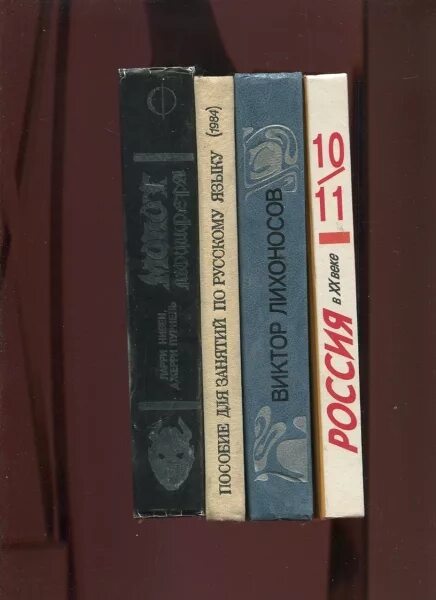 МОЛОТ
ЛЮЦИФЕРА
ЛАРРИ НИВЕН,
ДЖЕРРИ ПУРНЕЛЬ
ПОСОБИЕ ДЛЯ ЗАНЯТИЙ ПО РУССКОМУ ЯЗЫКУ (1984)
ВИКТОР ЛИХОНОСОВ
РОССИЯ в XX веке 10\11